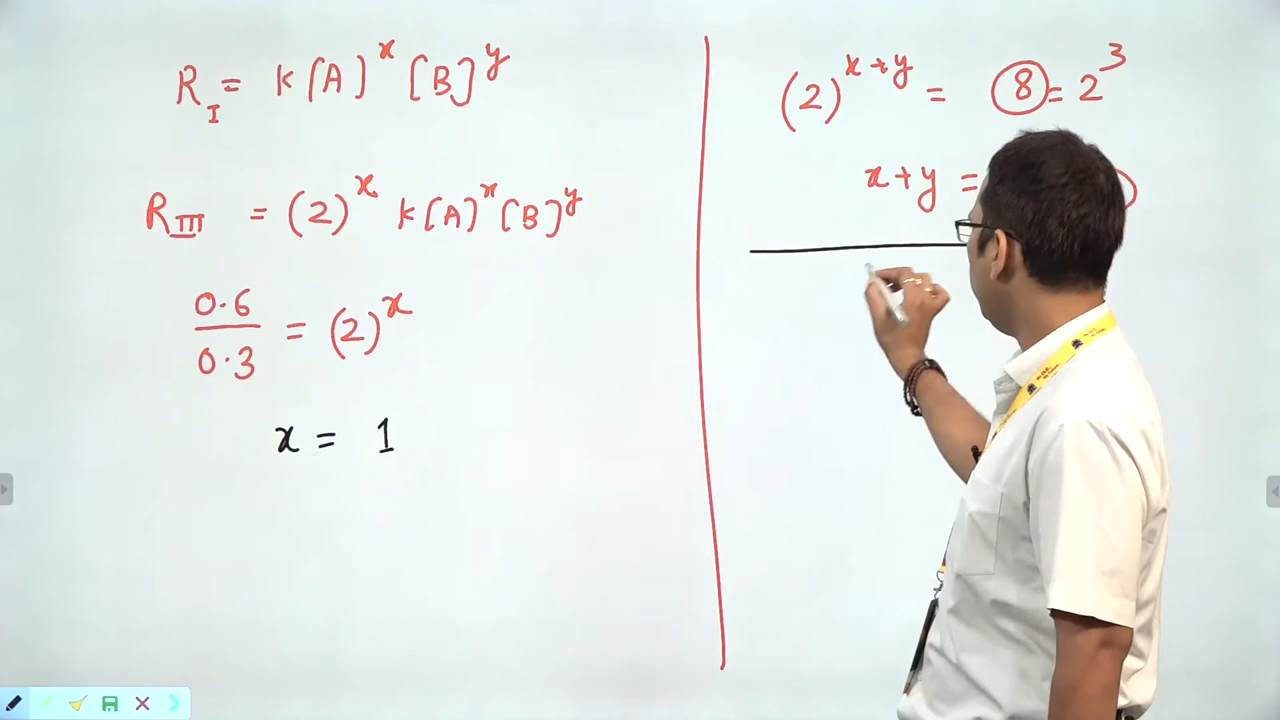 R_I = K[A]^x [B]^y
R_III = (2)^x K[A]^x [B]^y
0.6/0.3 = (2)^x
x = 1
(2)^{x+y} = 8 = 2^3
x+y =